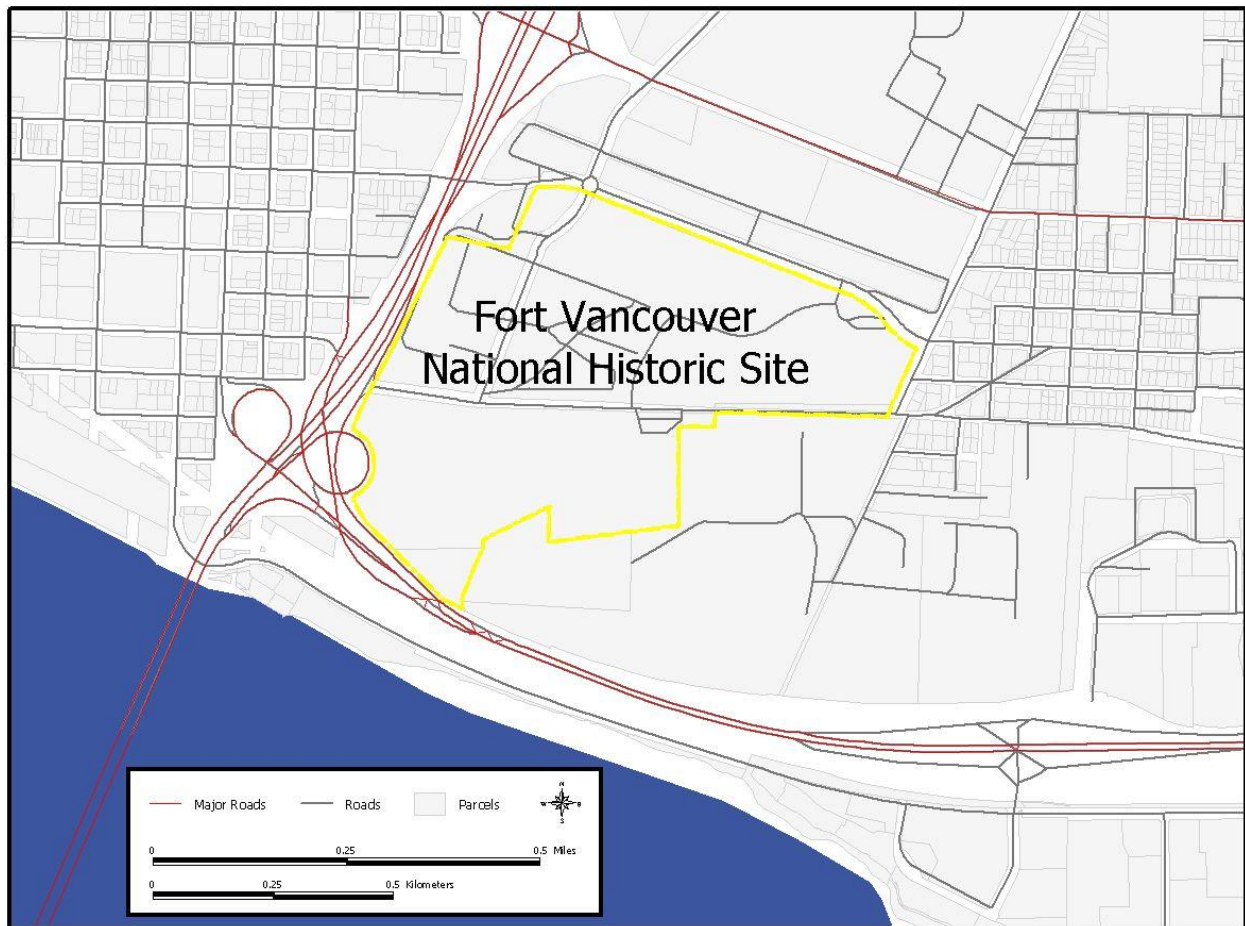 Fort Vancouver
National Historic Site
Major Roads
Roads
Parcels
N
W
E
S
0 0.25 0.5 Miles
0 0.25 0.5 Kilometers